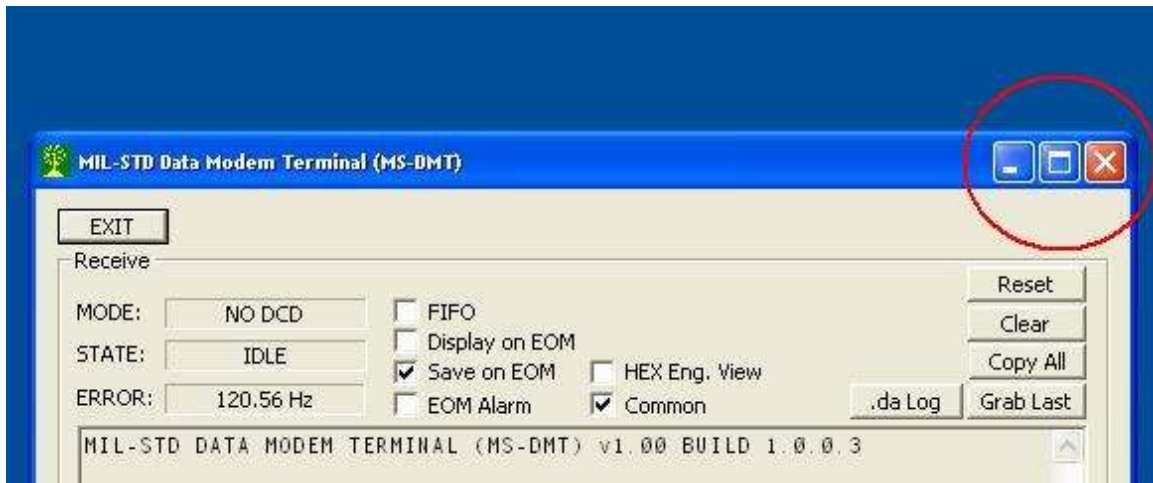 MIL-STD Data Modem Terminal (MS-DMT)
EXIT
Receive
Reset
MODE: NO DCD FIFO Clear
Display on EOM
STATE: IDLE Save on EOM HEX Eng. View Copy All
ERROR: 120.56 Hz EOM Alarm Common .da Log Grab Last
MIL-STD DATA MODEM TERMINAL (MS-DMT) v1.00 BUILD 1.0.0.3